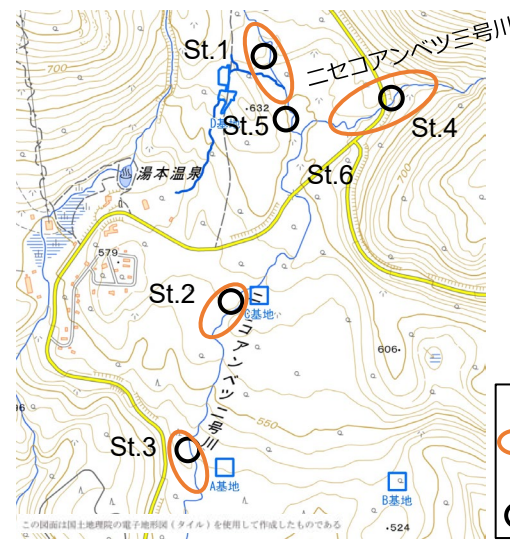 St.1
ニセコアンベツ三号川
700
・632
D基地
St.5
St.4
St.6
湯本温泉
700
579
St.2
C基地
ニセコアンベツ二号川
606・
550
St.3
A基地
B基地
・524
この図面は国土地理院の電子地形図（タイル）を使用して作成したものである